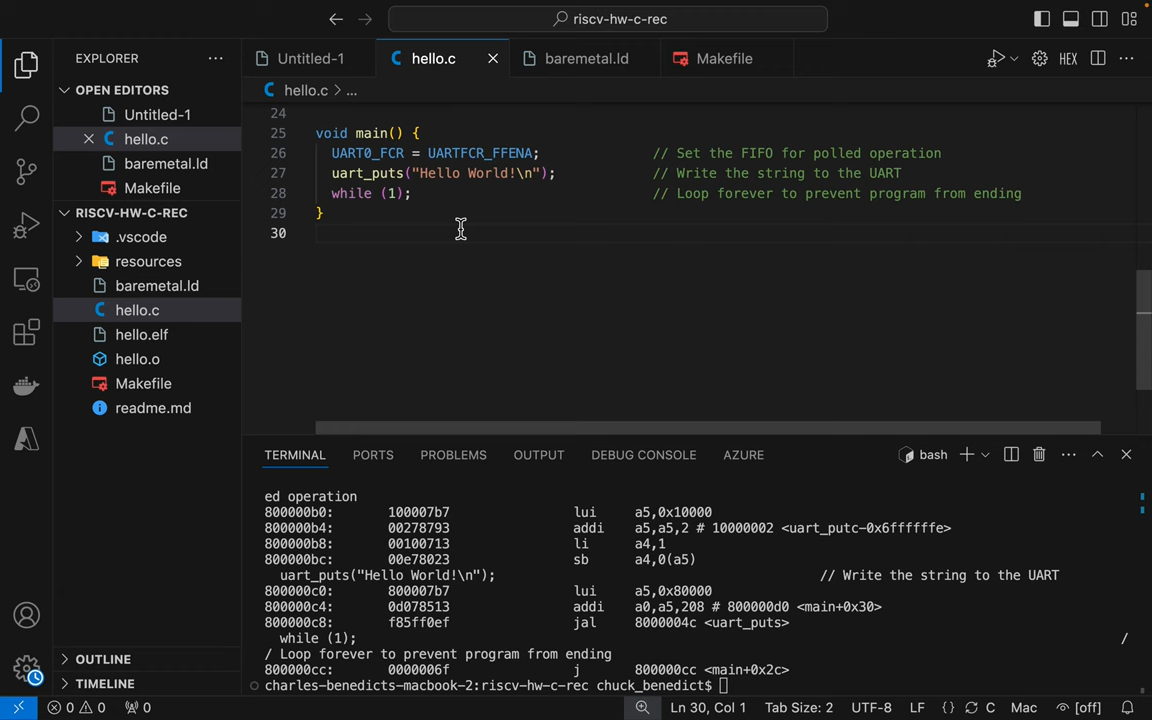 riscv-hw-c-rec
EXPLORER
OPEN EDITORS
Untitled-1
hello.c
baremetal.ld
Makefile
RISCV-HW-C-REC
.vscode
resources
baremetal.ld
hello.c
hello.elf
hello.o
Makefile
readme.md
OUTLINE
TIMELINE
Untitled-1
hello.c
baremetal.ld
Makefile
HEX
hello.c > ...
24
25 void main() {
26 UART0_FCR = UARTFCR_FFENA; // Set the FIFO for polled operation
27 uart_puts("Hello World!\n"); // Write the string to the UART
28 while (1); // Loop forever to prevent program from ending
29 }
30
TERMINAL PORTS PROBLEMS OUTPUT DEBUG CONSOLE AZURE bash
ed operation
800000b0: 100007b7 lui a5,0x10000
800000b4: 00278793 addi a5,a5,2 # 10000002 <uart_putc-0x6ffffffe>
800000b8: 00100713 li a4,1
800000bc: 00e78023 sb a4,0(a5)
uart_puts("Hello World!\n"); // Write the string to the UART
800000c0: 800007b7 lui a5,0x80000
800000c4: 0d078513 addi a0,a5,208 # 800000d0 <main+0x30>
800000c8: f85ff0ef jal 8000004c <uart_puts>
while (1); /
/ Loop forever to prevent program from ending
800000cc: 0000006f j 800000cc <main+0x2c>
charles-benedicts-macbook-2:riscv-hw-c-rec chuck_benedict$
0 0 0 Ln 30, Col 1 Tab Size: 2 UTF-8 LF {} C Mac [off]